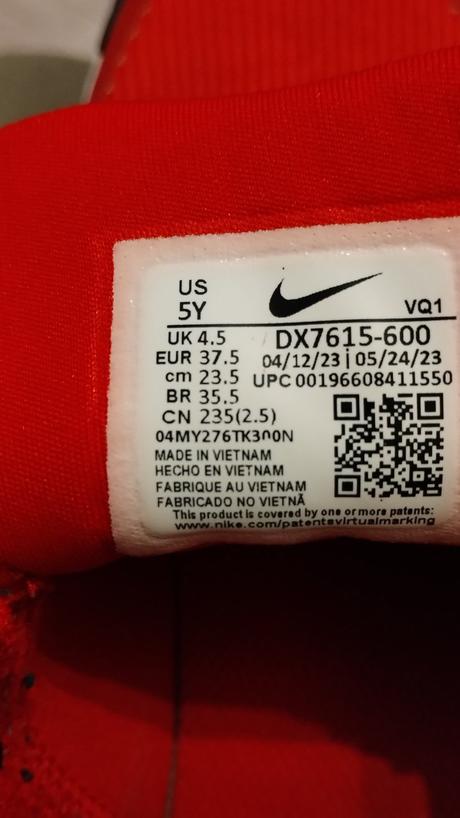 US
5Y
VQ1
UK 4.5
DX7615-600
EUR 37.5
04/12/23 | 05/24/23
cm 23.5
UPC 00196608411550
BR 35.5
CN 235(2.5)
04MY276TK300N
MADE IN VIETNAM
HECHO EN VIETNAM
FABRIQUE AU VIETNAM
FABRICADO NO VIETNÃ
This product is covered by one or more patents:
www.nike.com/patentsvirtualmarking